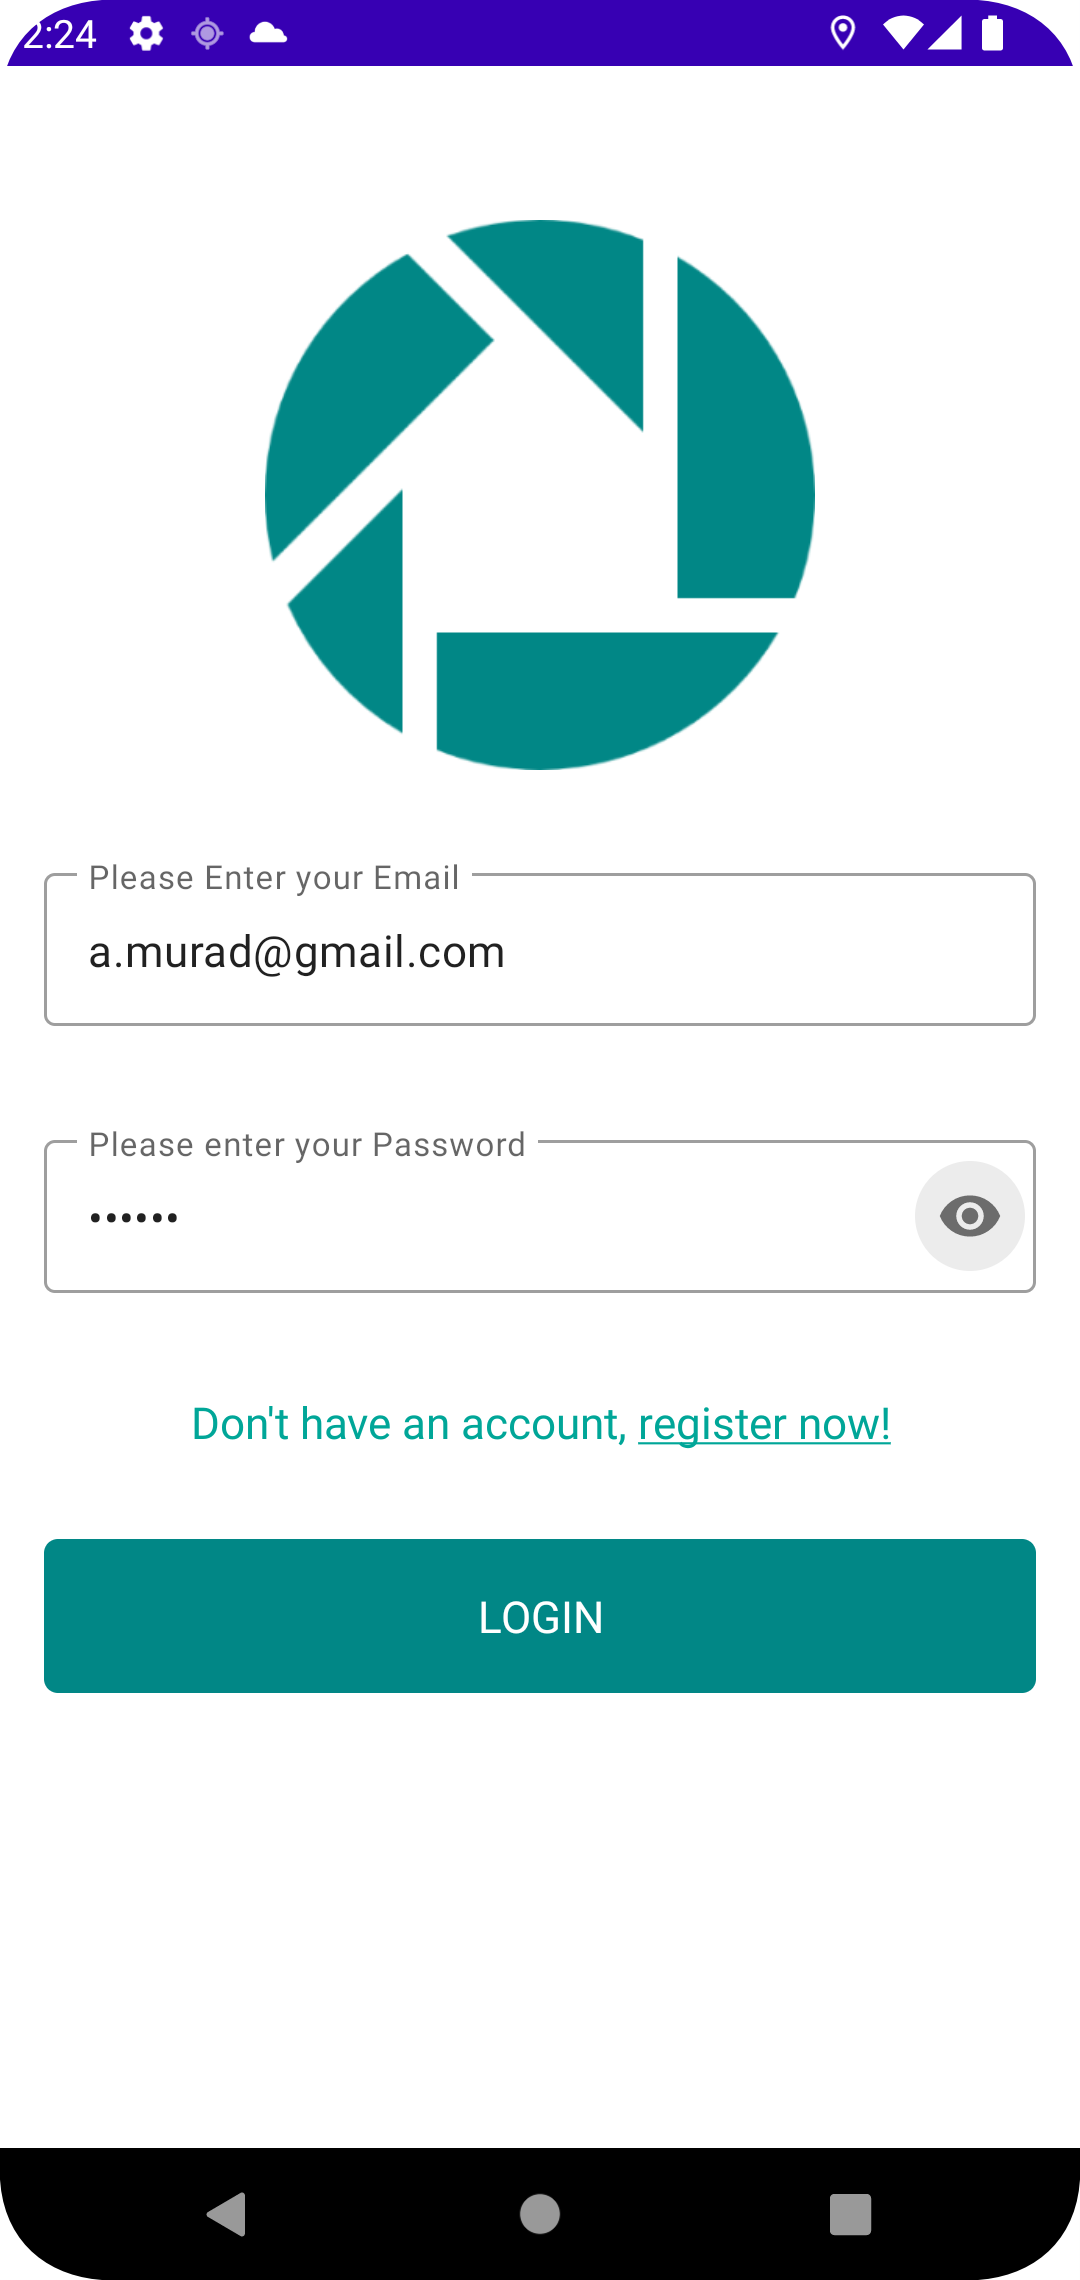 2:24
Please Enter your Email
a.murad@gmail.com
Please enter your Password
••••••
Don't have an account, register now!
LOGIN